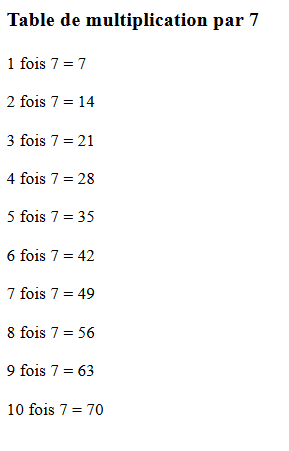 Table de multiplication par 7
1 fois 7 = 7
2 fois 7 = 14
3 fois 7 = 21
4 fois 7 = 28
5 fois 7 = 35
6 fois 7 = 42
7 fois 7 = 49
8 fois 7 = 56
9 fois 7 = 63
10 fois 7 = 70